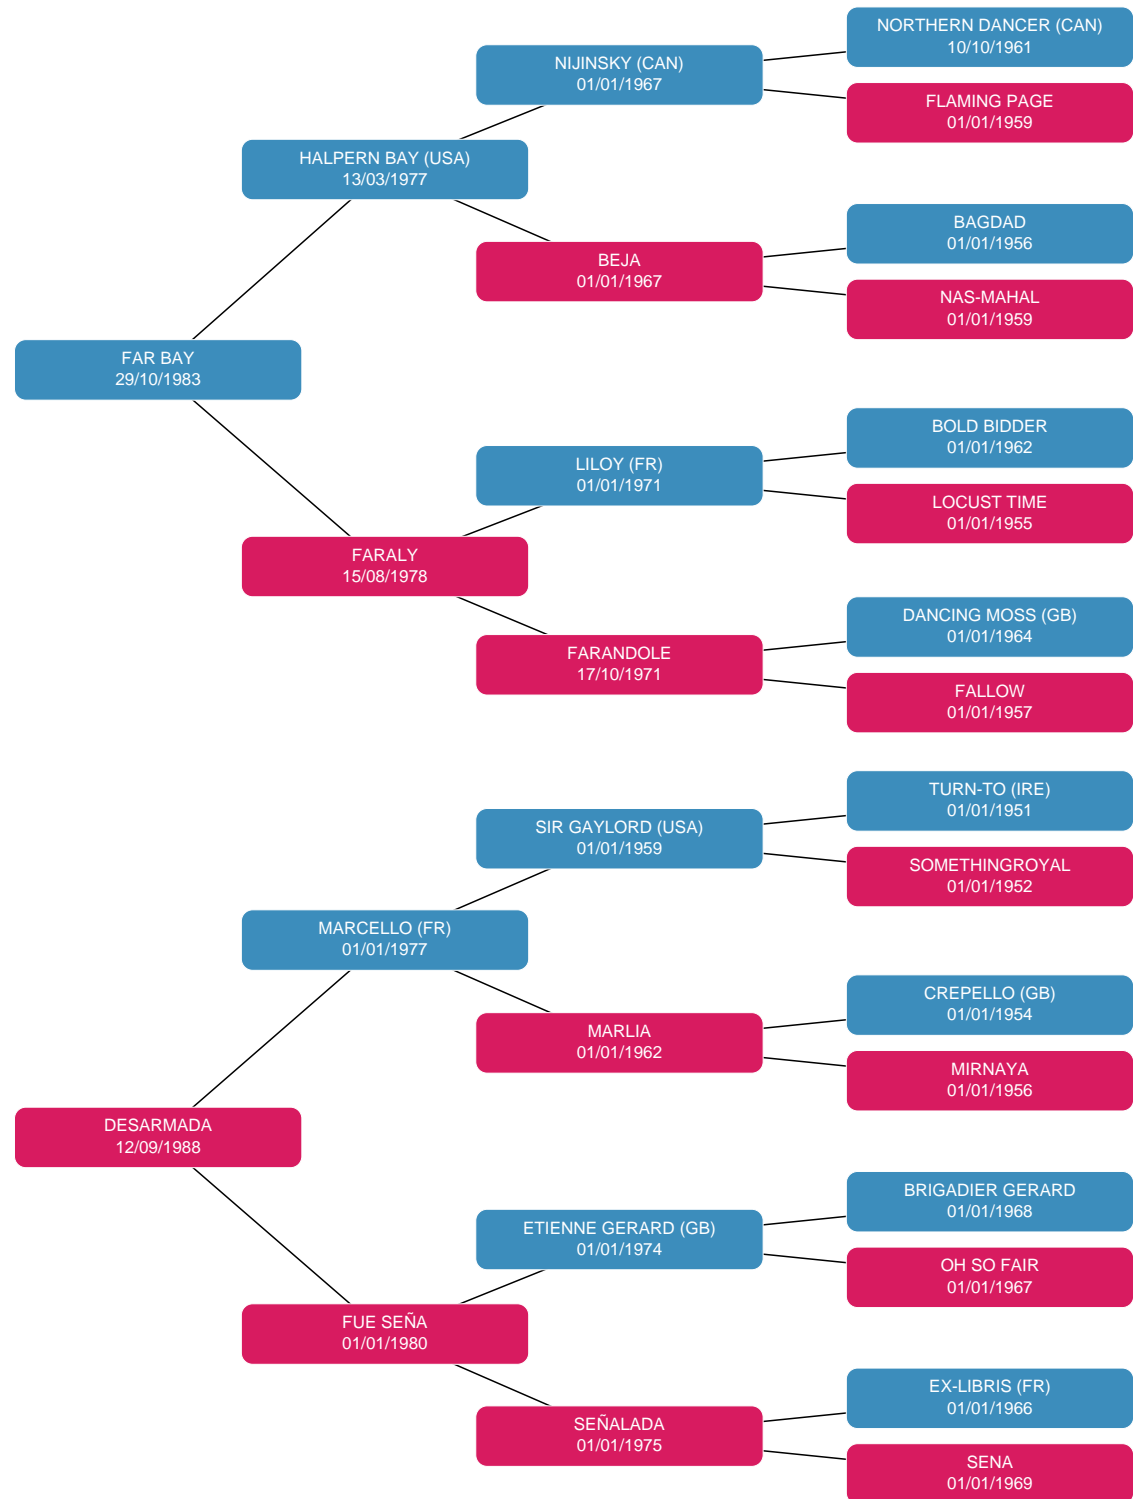 NORTHERN DANCER (CAN)
10/10/1961
NIJINSKY (CAN)
01/01/1967
FLAMING PAGE
01/01/1959
HALPERN BAY (USA)
13/03/1977
BAGDAD
01/01/1956
BEJA
01/01/1967
NAS-MAHAL
01/01/1959
FAR BAY
29/10/1983
BOLD BIDDER
01/01/1962
LILOY (FR)
01/01/1971
LOCUST TIME
01/01/1955
FARALY
15/08/1978
DANCING MOSS (GB)
01/01/1964
FARANDOLE
17/10/1971
FALLOW
01/01/1957
TURN-TO (IRE)
01/01/1951
SIR GAYLORD (USA)
01/01/1959
SOMETHINGROYAL
01/01/1952
MARCELLO (FR)
01/01/1977
CREPELLO (GB)
01/01/1954
MARLIA
01/01/1962
MIRNAYA
01/01/1956
DESARMADA
12/09/1988
BRIGADIER GERARD
01/01/1968
ETIENNE GERARD (GB)
01/01/1974
OH SO FAIR
01/01/1967
FUE SEÑA
01/01/1980
EX-LIBRIS (FR)
01/01/1966
SEÑALADA
01/01/1975
SENA
01/01/1969